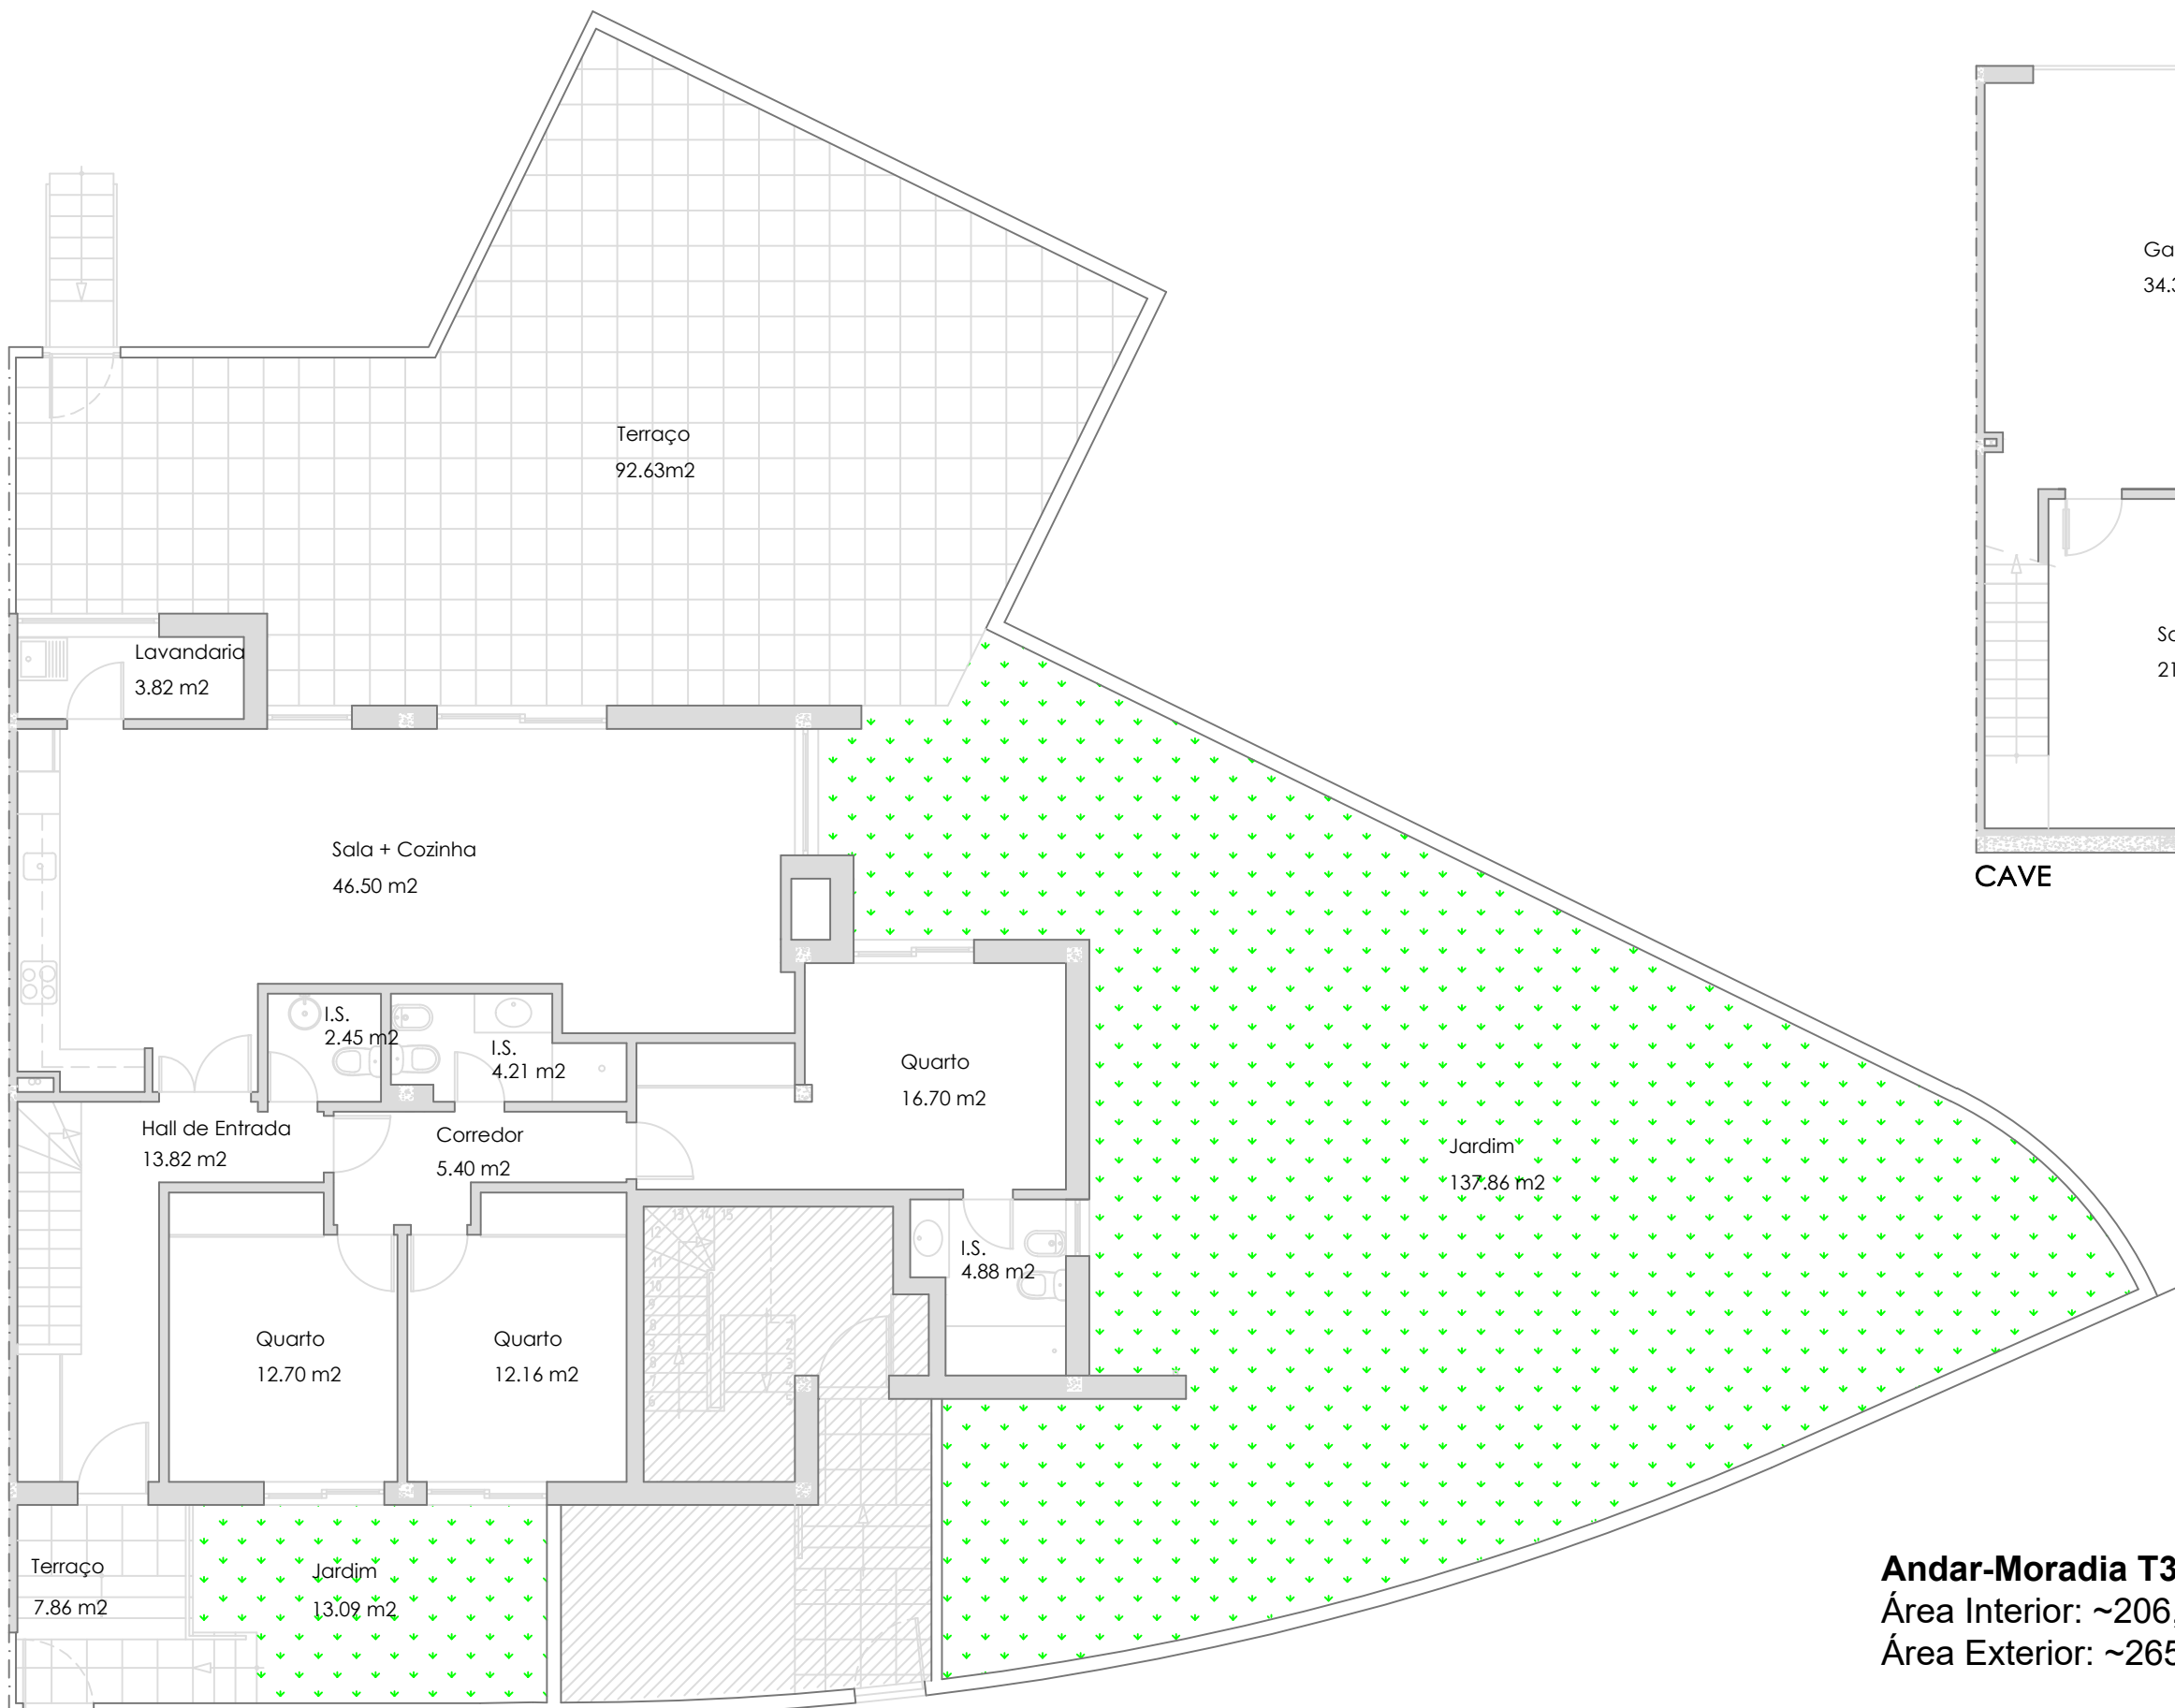 Terraço
92.63m2
Lavandaria
3.82 m2
Sala + Cozinha
46.50 m2
I.S.
2.45 m2
I.S.
4.21 m2
Quarto
16.70 m2
Hall de Entrada
13.82 m2
Corredor
5.40 m2
Jardim
137.86 m2
I.S.
4.88 m2
Quarto
12.70 m2
Quarto
12.16 m2
Terraço
7.86 m2
Jardim
13.09 m2
CAVE
Andar-Moradia T3
Área Interior: ~206
Área Exterior: ~265